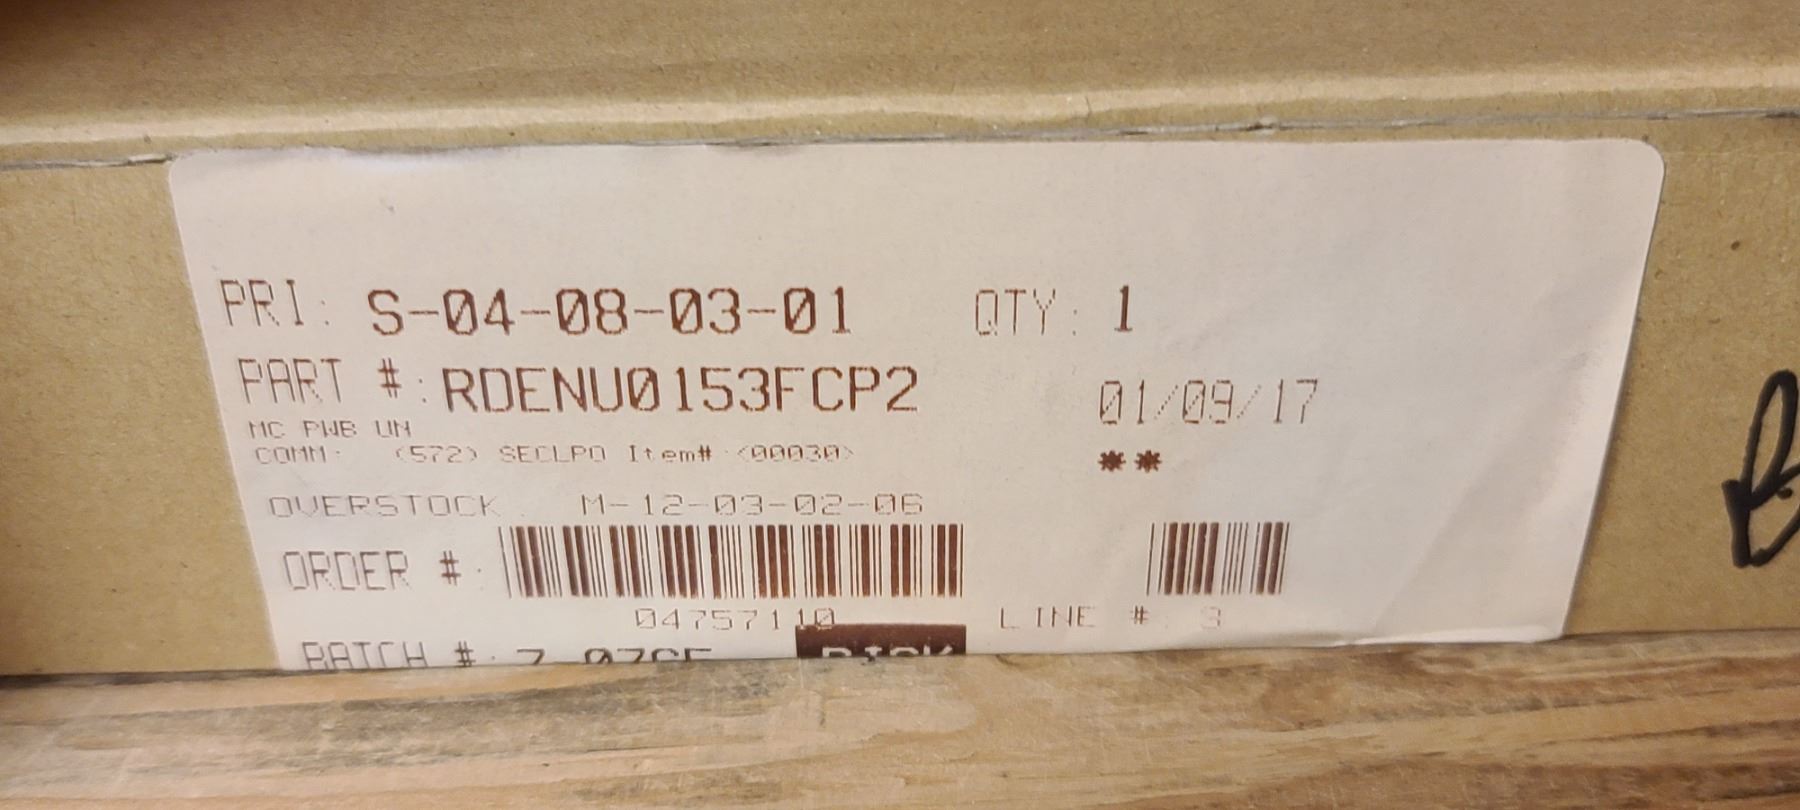 PRI: S-04-08-03-01 QTY: 1
PART #: RDENU0153FCP2 01/09/17
MC PWB UN
COMM: (572) SECLPO Item# <00030> **
OVERSTOCK: M-12-03-02-06
ORDER #:
04757110 LINE #: 3
BATCH #: